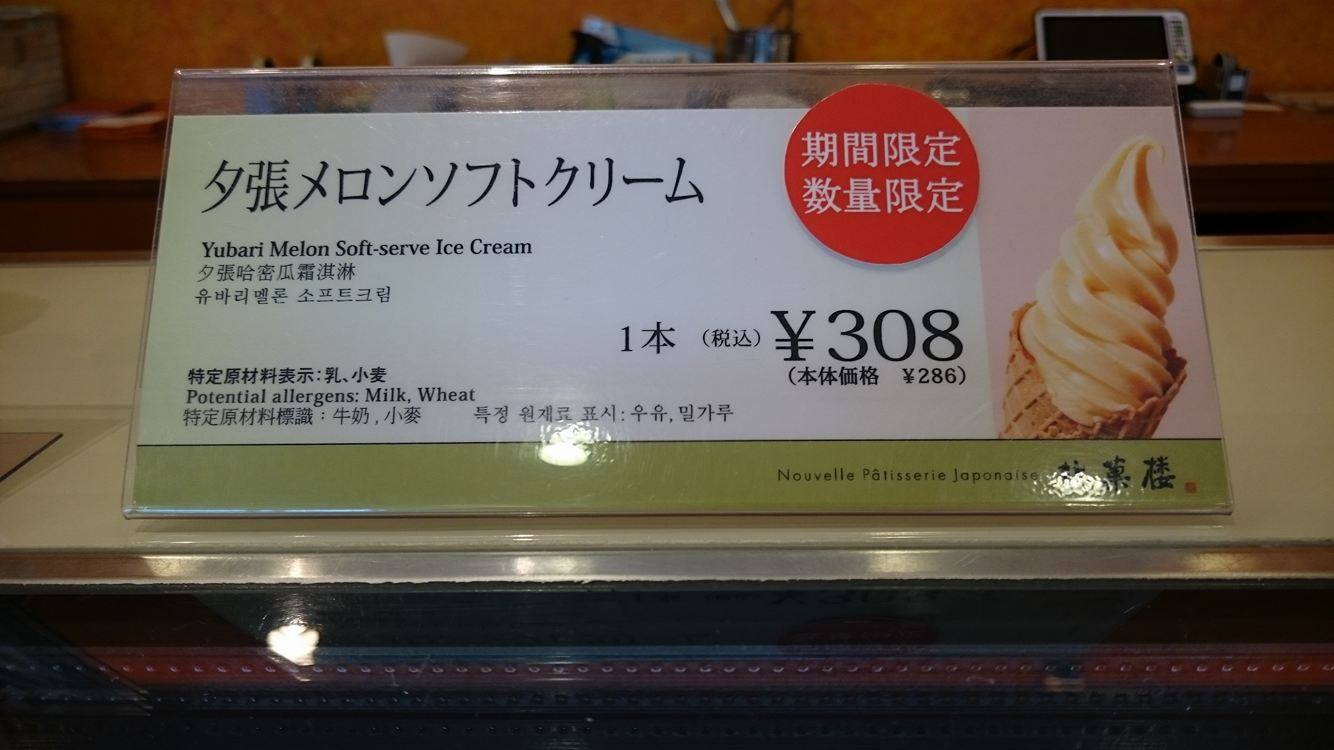 夕張メロンソフトクリーム
期間限定
数量限定
Yubari Melon Soft-serve Ice Cream
夕張哈密瓜霜淇淋
유바리멜론 소프트크림
1本 (税込) ¥308
(本体価格 ¥286)
特定原材料表示:乳、小麦
Potential allergens: Milk, Wheat
特定原材料標識：牛奶,小麥 특정 원재료 표시: 우유, 밀가루
Nouvelle Pâtisserie Japonaise 菓楼